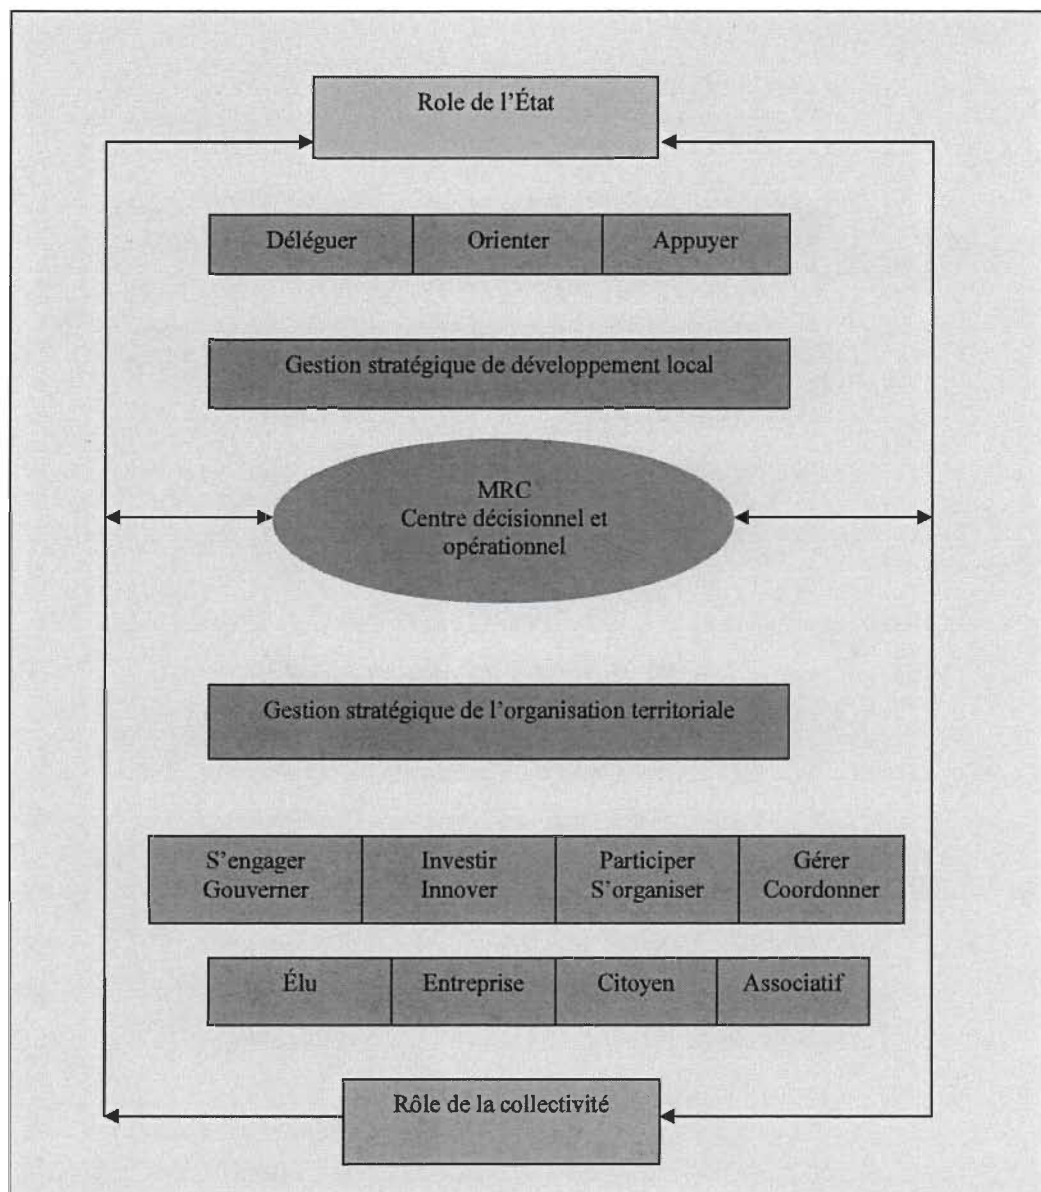 Role de l'État
Déléguer Orienter Appuyer
Gestion stratégique de développement local
MRC
Centre décisionnel et
opérationnel
Gestion stratégique de l'organisation territoriale
S'engager Investir Participer Gérer
Gouverner Innover S'organiser Coordonner
Élu Entreprise Citoyen Associatif
Rôle de la collectivité